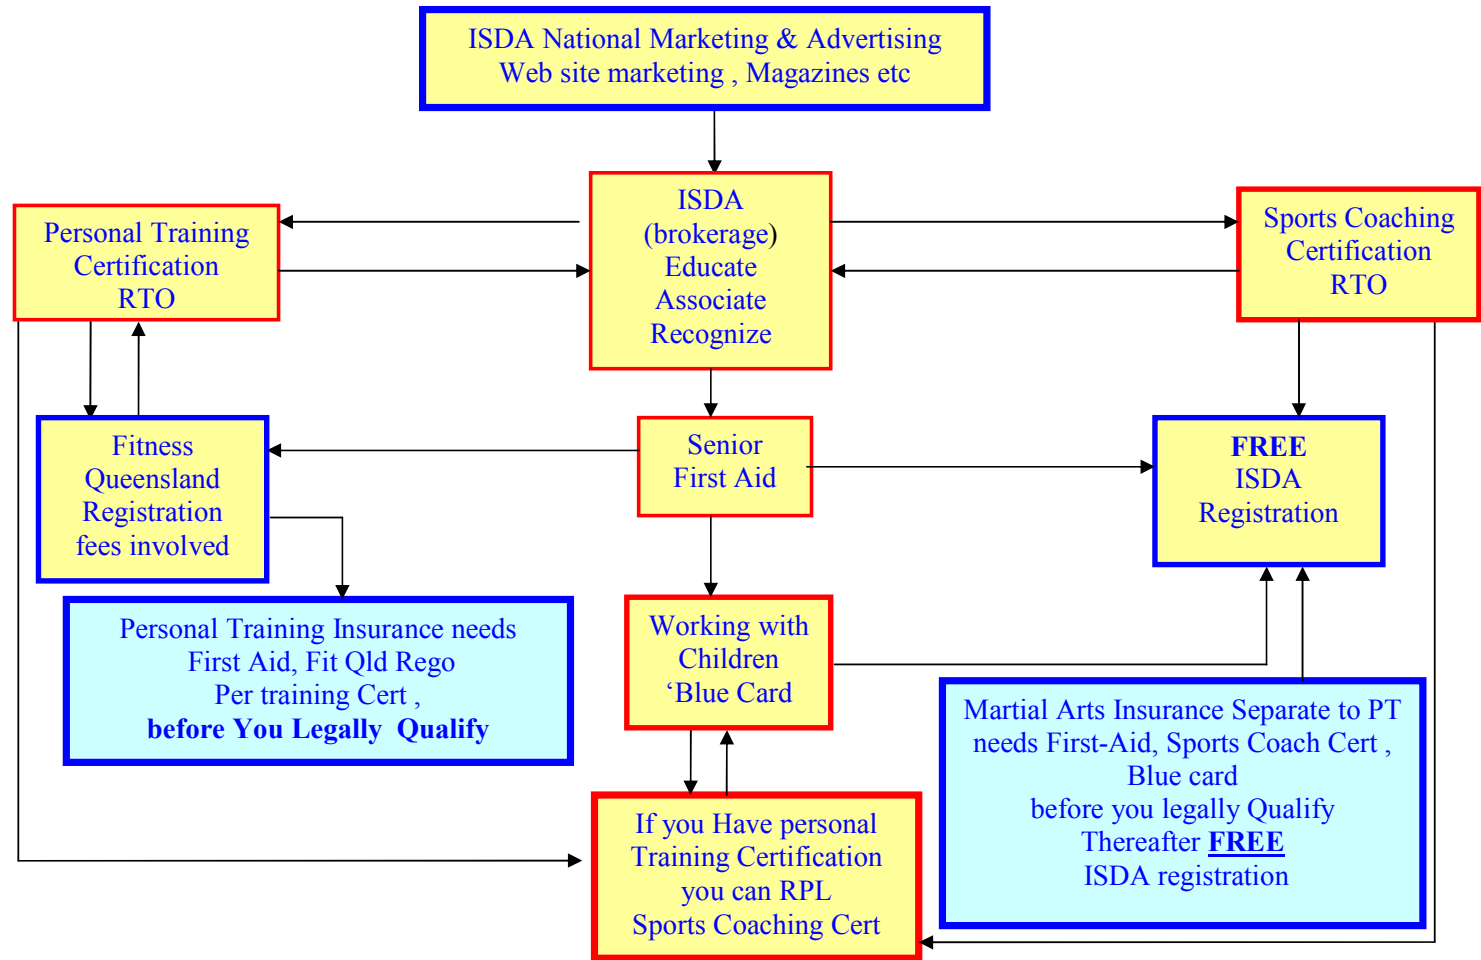 ISDA National Marketing & Advertising
Web site marketing , Magazines etc
ISDA
(brokerage)
Educate
Associate
Recognize
Personal Training
Certification
RTO
Sports Coaching
Certification
RTO
Fitness
Queensland
Registration
fees involved
Senior
First Aid
FREE
ISDA
Registration
Personal Training Insurance needs
First Aid, Fit Qld Rego
Per training Cert ,
before You Legally Qualify
Working with
Children
‘Blue Card
Martial Arts Insurance Separate to PT
needs First-Aid, Sports Coach Cert ,
Blue card
before you legally Qualify
Thereafter FREE
ISDA registration
If you Have personal
Training Certification
you can RPL
Sports Coaching Cert